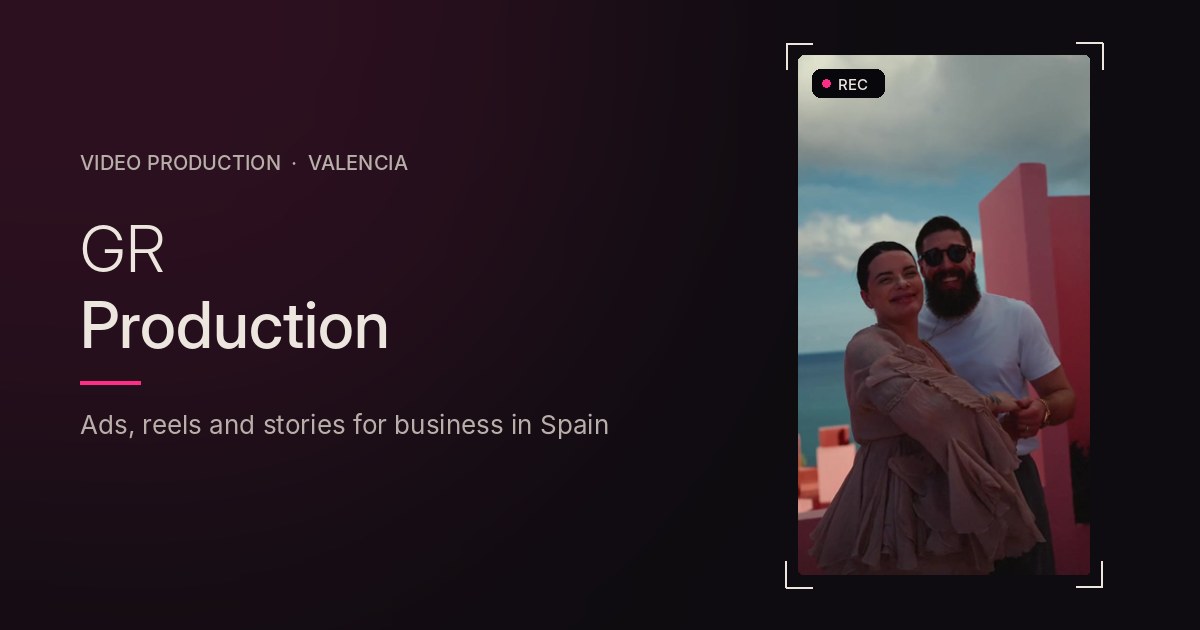 VIDEO PRODUCTION · VALENCIA
GR
Production
Ads, reels and stories for business in Spain
REC